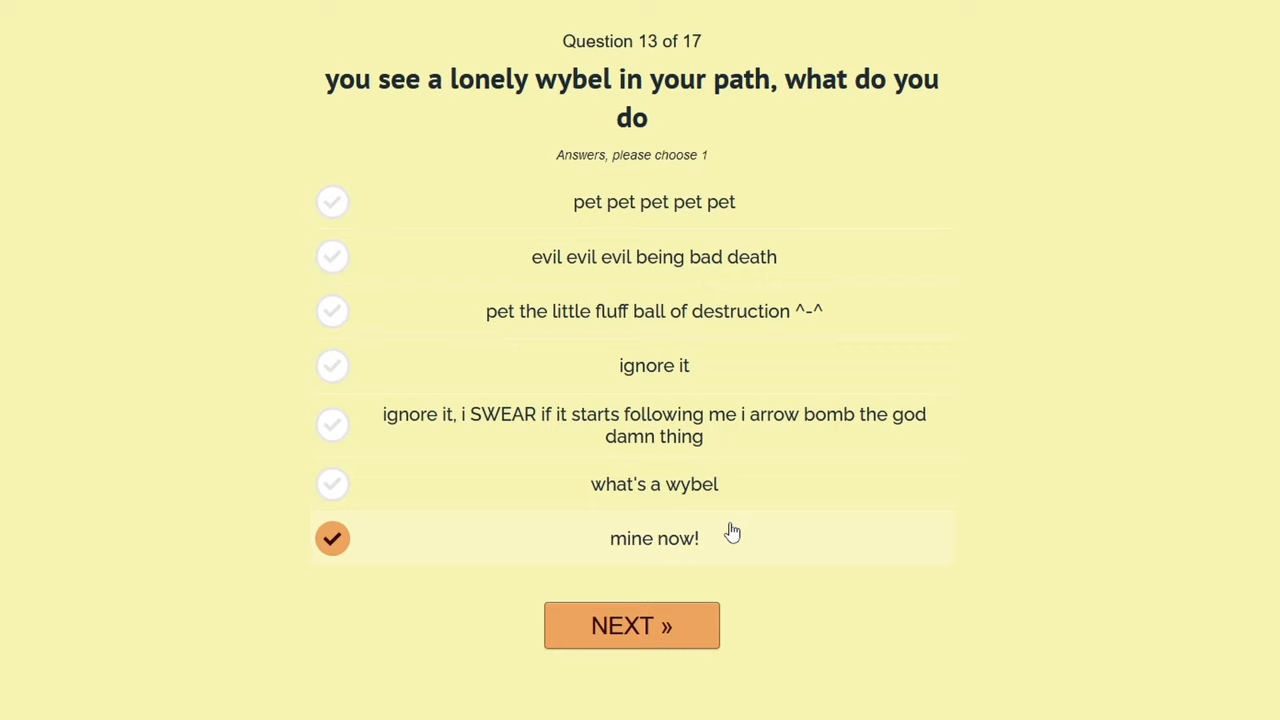 Question 13 of 17
you see a lonely wybel in your path, what do you
do
Answers, please choose 1
pet pet pet pet pet
evil evil evil being bad death
pet the little fluff ball of destruction ^-^
ignore it
ignore it, i SWEAR if it starts following me i arrow bomb the god
damn thing
what's a wybel
mine now!
NEXT »